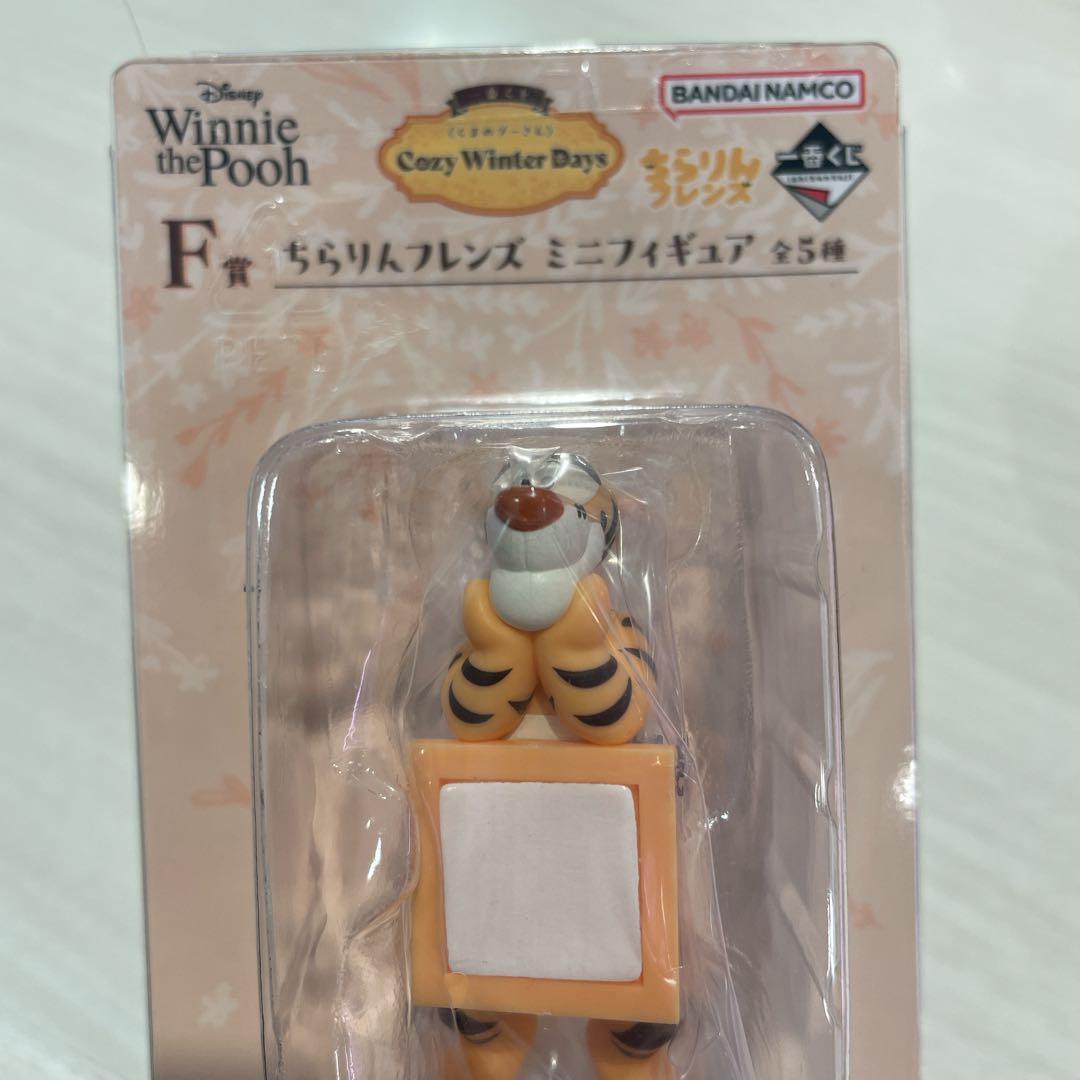 Disney
Winnie
the Pooh
一番くじ
くまのプーさん
Cozy Winter Days
ちらりん
フレンズ
BANDAI NAMCO
一番くじ
F賞 ちらりんフレンズ ミニフィギュア 全5種